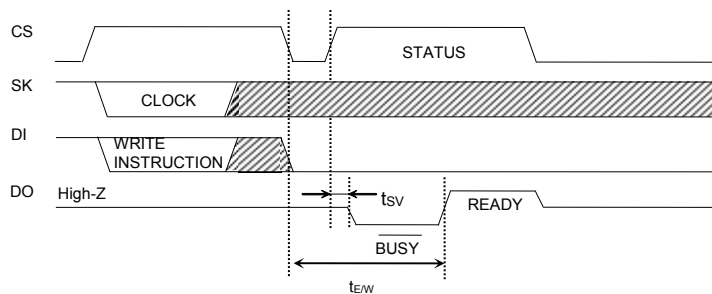 CS
STATUS
SK
CLOCK
DI
WRITE
INSTRUCTION
DO High-Z
tSV
READY
BUSY
tE/W